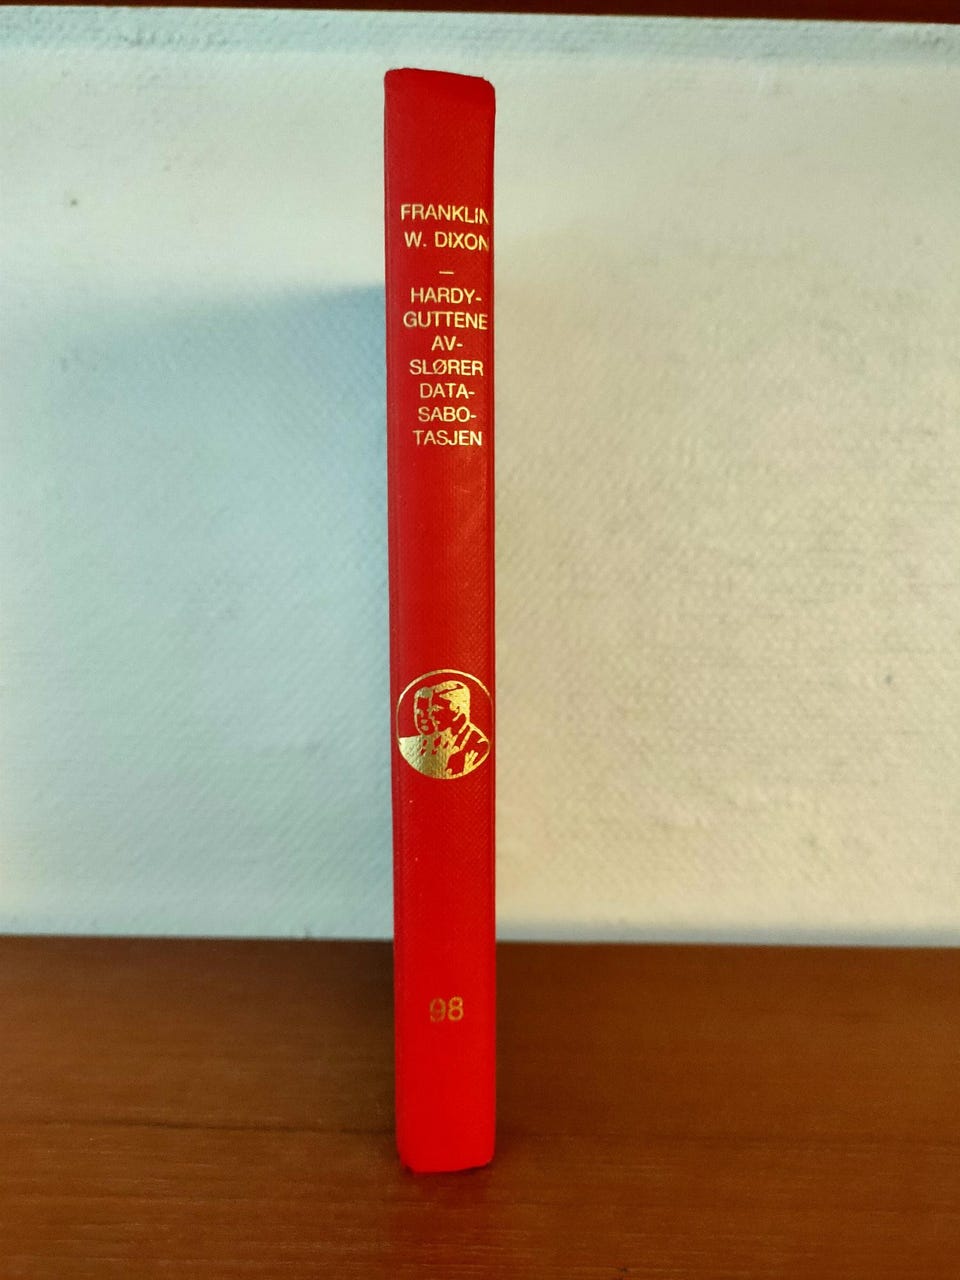 FRANKLIN
W. DIXON
—
HARDY-
GUTTENE
AV-
SLØRER
DATA-
SABO-
TASJEN
98